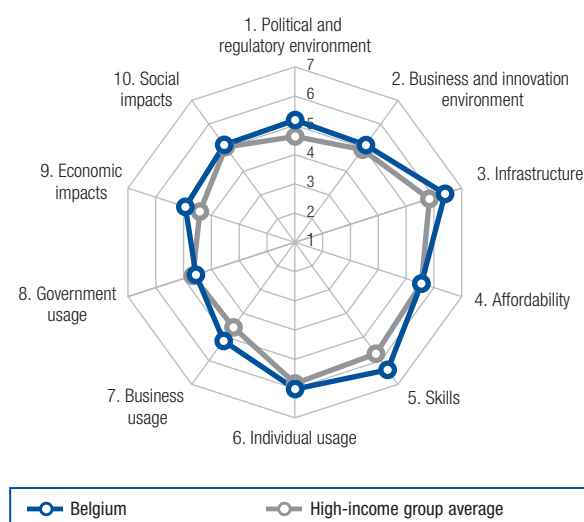 1. Political and
regulatory environment
7
10. Social
impacts
6
2. Business and innovation
environment
5
9. Economic
impacts
4
3. Infrastructure
3
2
1
8. Government
usage
4. Affordability
7. Business
usage
5. Skills
6. Individual usage
Belgium
High-income group average